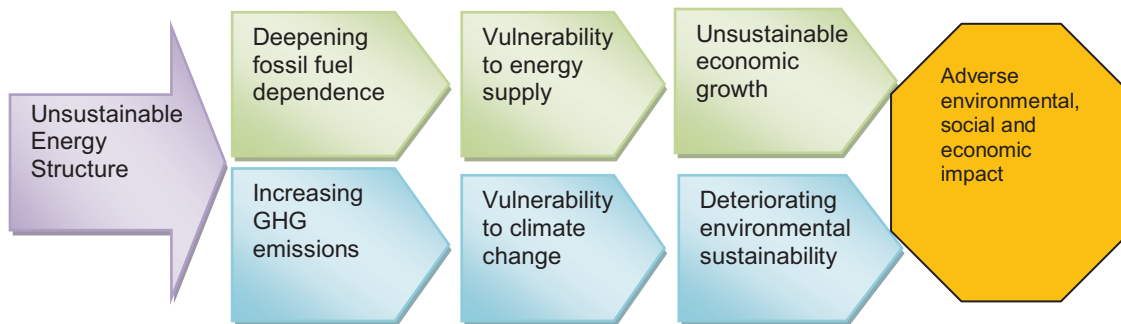 Unsustainable
Energy
Structure
Deepening
fossil fuel
dependence
Vulnerability
to energy
supply
Unsustainable
economic
growth
Increasing
GHG
emissions
Vulnerability
to climate
change
Deteriorating
environmental
sustainability
Adverse
environmental,
social and
economic
impact